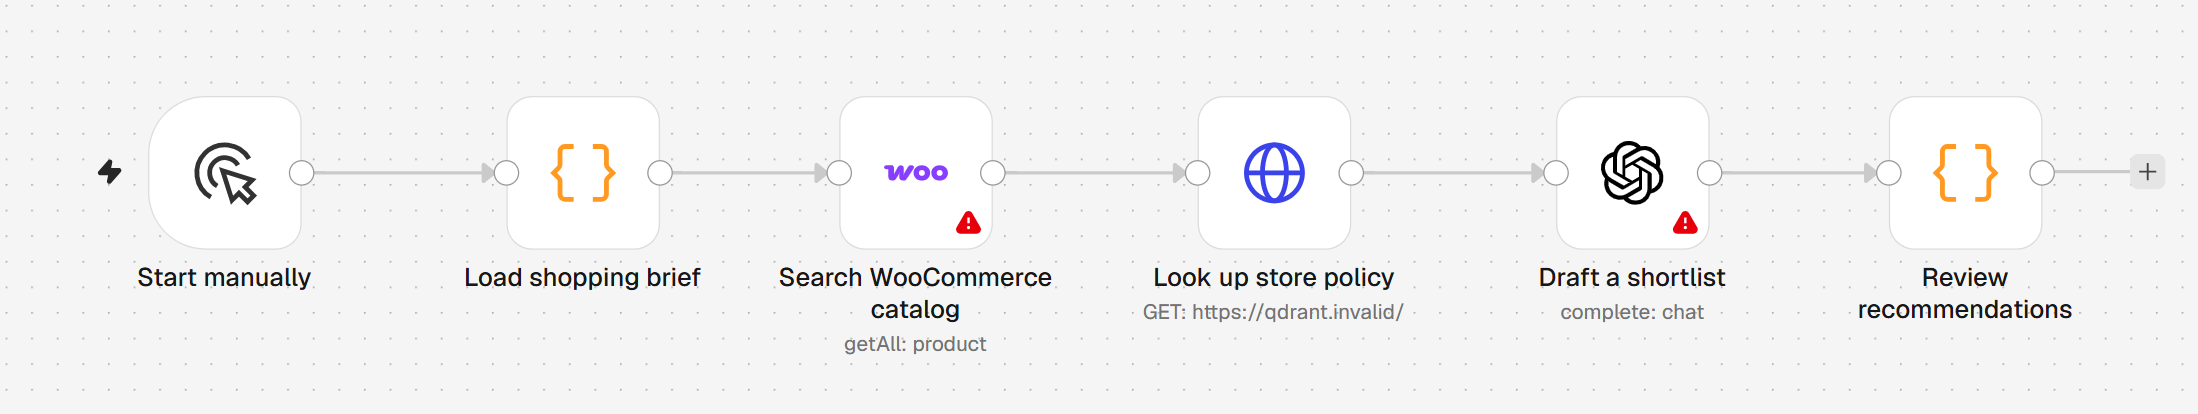 woo
Start manually
Load shopping brief
Search WooCommerce
catalog
getAll: product
Look up store policy
GET: https://qdrant.invalid/
Draft a shortlist
complete: chat
Review
recommendations